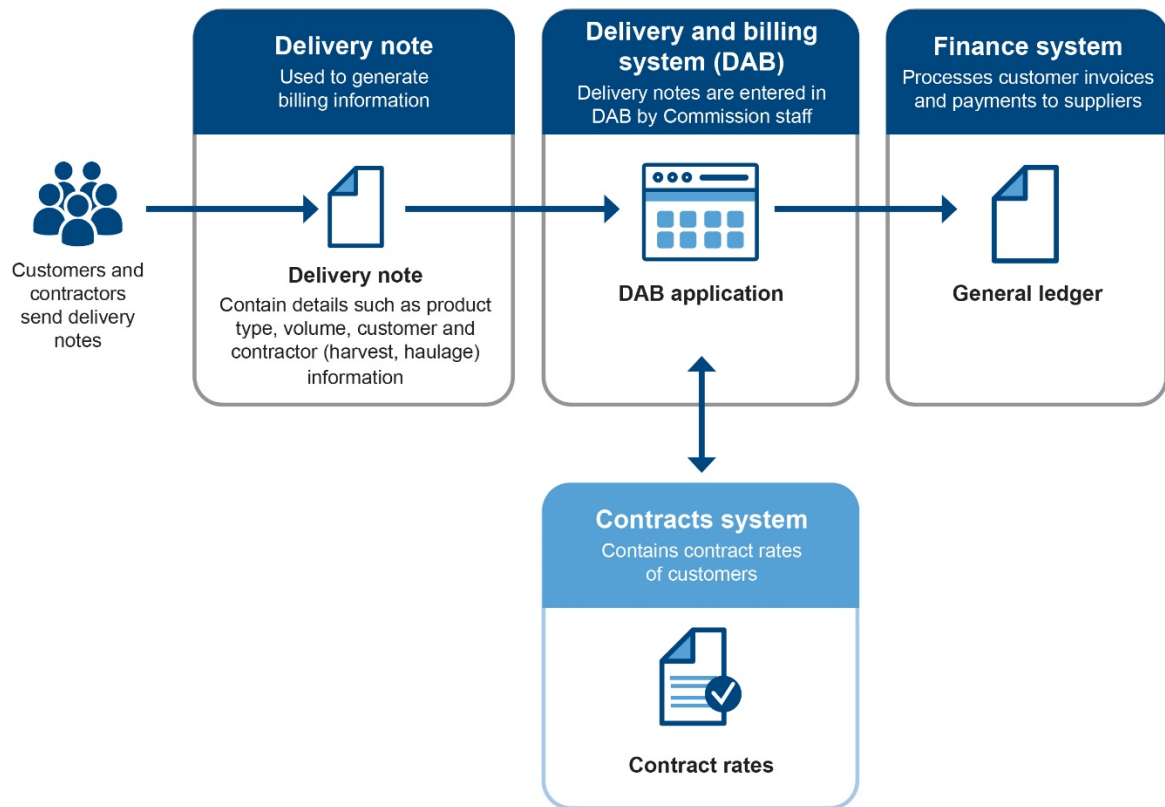 Customers and
contractors
send delivery
notes
Delivery note
Used to generate
billing information
Delivery note
Contain details such as product
type, volume, customer and
contractor (harvest, haulage)
information
Delivery and billing
system (DAB)
Delivery notes are entered in
DAB by Commission staff
DAB application
Finance system
Processes customer invoices
and payments to suppliers
General ledger
Contracts system
Contains contract rates
of customers
Contract rates